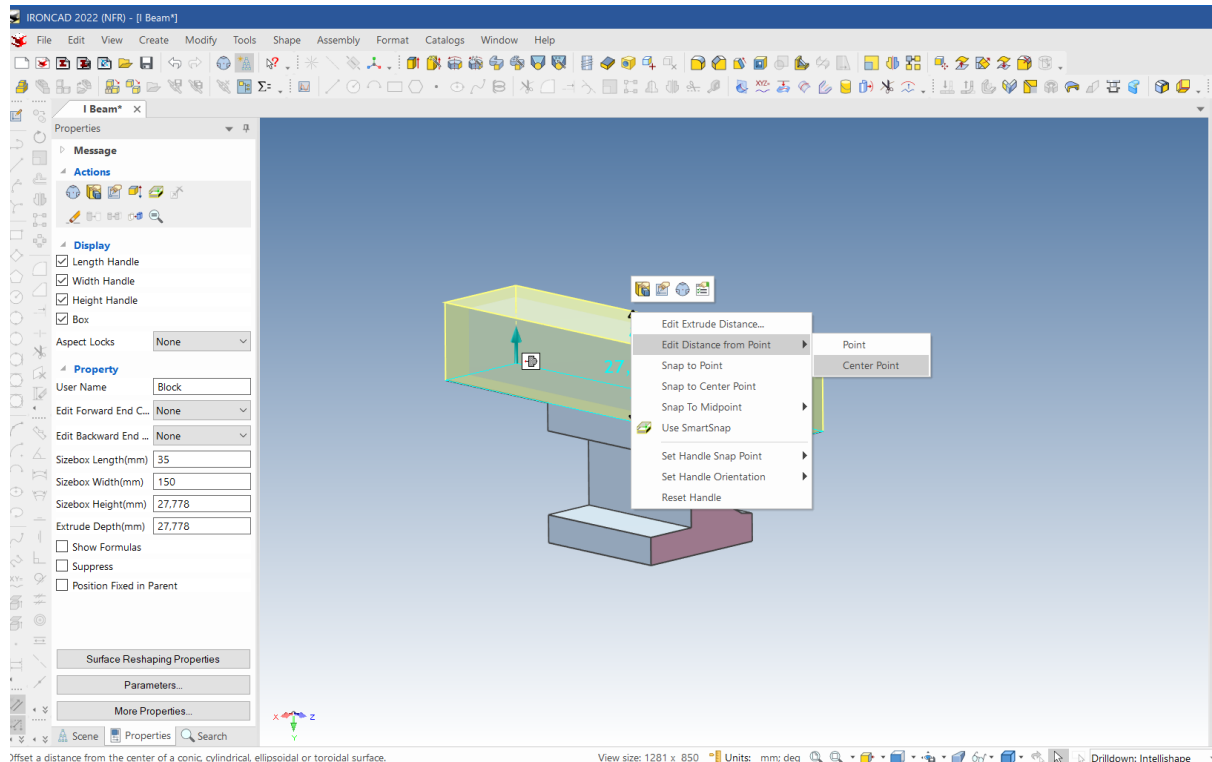 IRONCAD 2022 (NFR) - [I Beam*]
File Edit View Create Modify Tools Shape Assembly Format Catalogs Window Help
I Beam*
Properties
Message
Actions
Display
Length Handle
Width Handle
Height Handle
Box
Aspect Locks None
Property
User Name Block
Edit Forward End C... None
Edit Backward End ... None
Sizebox Length(mm) 35
Sizebox Width(mm) 150
Sizebox Height(mm) 27,778
Extrude Depth(mm) 27,778
Show Formulas
Suppress
Position Fixed in Parent
Surface Reshaping Properties
Parameters...
More Properties...
Scene Properties Search
27
Edit Extrude Distance...
Edit Distance from Point
Snap to Point
Snap to Center Point
Snap To Midpoint
Use SmartSnap
Set Handle Snap Point
Set Handle Orientation
Reset Handle
Point
Center Point
X Z
Y
Offset a distance from the center of a conic, cylindrical, ellipsoidal or toroidal surface.
View size: 1281 x 850 Units: mm; deg Drilldown: Intellishape